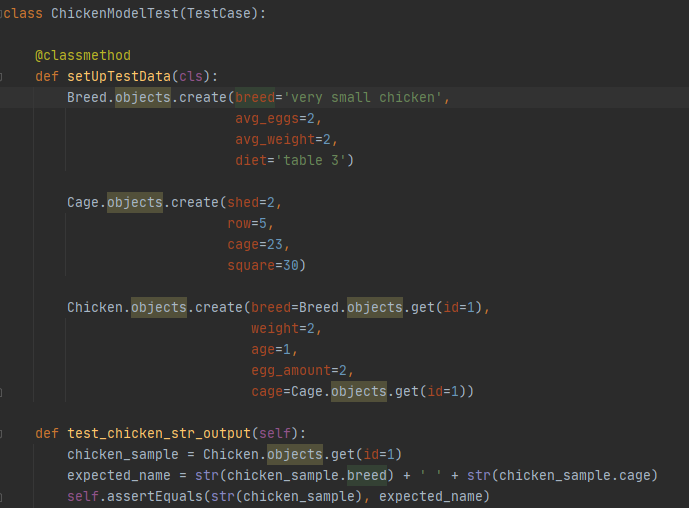 class ChickenModelTest(TestCase):
@classmethod
def setUpTestData(cls):
Breed.objects.create(breed='very small chicken',
avg_eggs=2,
avg_weight=2,
diet='table 3')
Cage.objects.create(shed=2,
row=5,
cage=23,
square=30)
Chicken.objects.create(breed=Breed.objects.get(id=1),
weight=2,
age=1,
egg_amount=2,
cage=Cage.objects.get(id=1))
def test_chicken_str_output(self):
chicken_sample = Chicken.objects.get(id=1)
expected_name = str(chicken_sample.breed) + ' ' + str(chicken_sample.cage)
self.assertEquals(str(chicken_sample), expected_name)